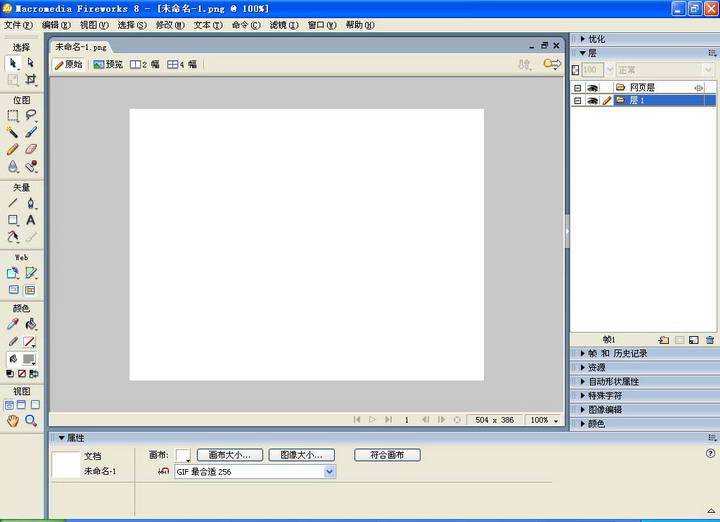 Macromedia Fireworks 8 - [未命名-1.png @ 100%]
文件(F) 编辑(E) 视图(V) 选择(S) 修改(M) 文本(T) 命令(C) 滤镜(I) 窗口(W) 帮助(H)
选择
位图
矢量
Web
颜色
视图
未命名-1.png
原始 预览 2 幅 4 幅
1 504 x 386 100%
优化
层
100 正常
网页层
层 1
帧1
帧 和 历史记录
资源
自动形状属性
特殊字符
图像编辑
颜色
属性
文档 画布: 画布大小... 图像大小... 符合画布
未命名-1 GIF 最合适 256